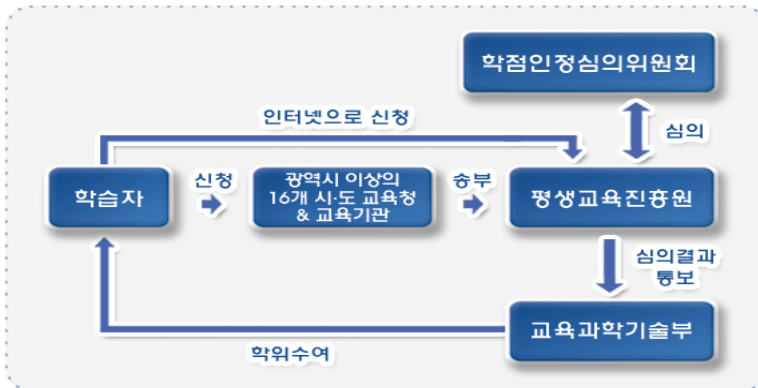 학점인정심의위원회
인터넷으로 신청
심의
학습자
신청
광역시 이상의
16개 시·도 교육청
& 교육기관
송부
평생교육진흥원
심의결과
통보
교육과학기술부
학위수여